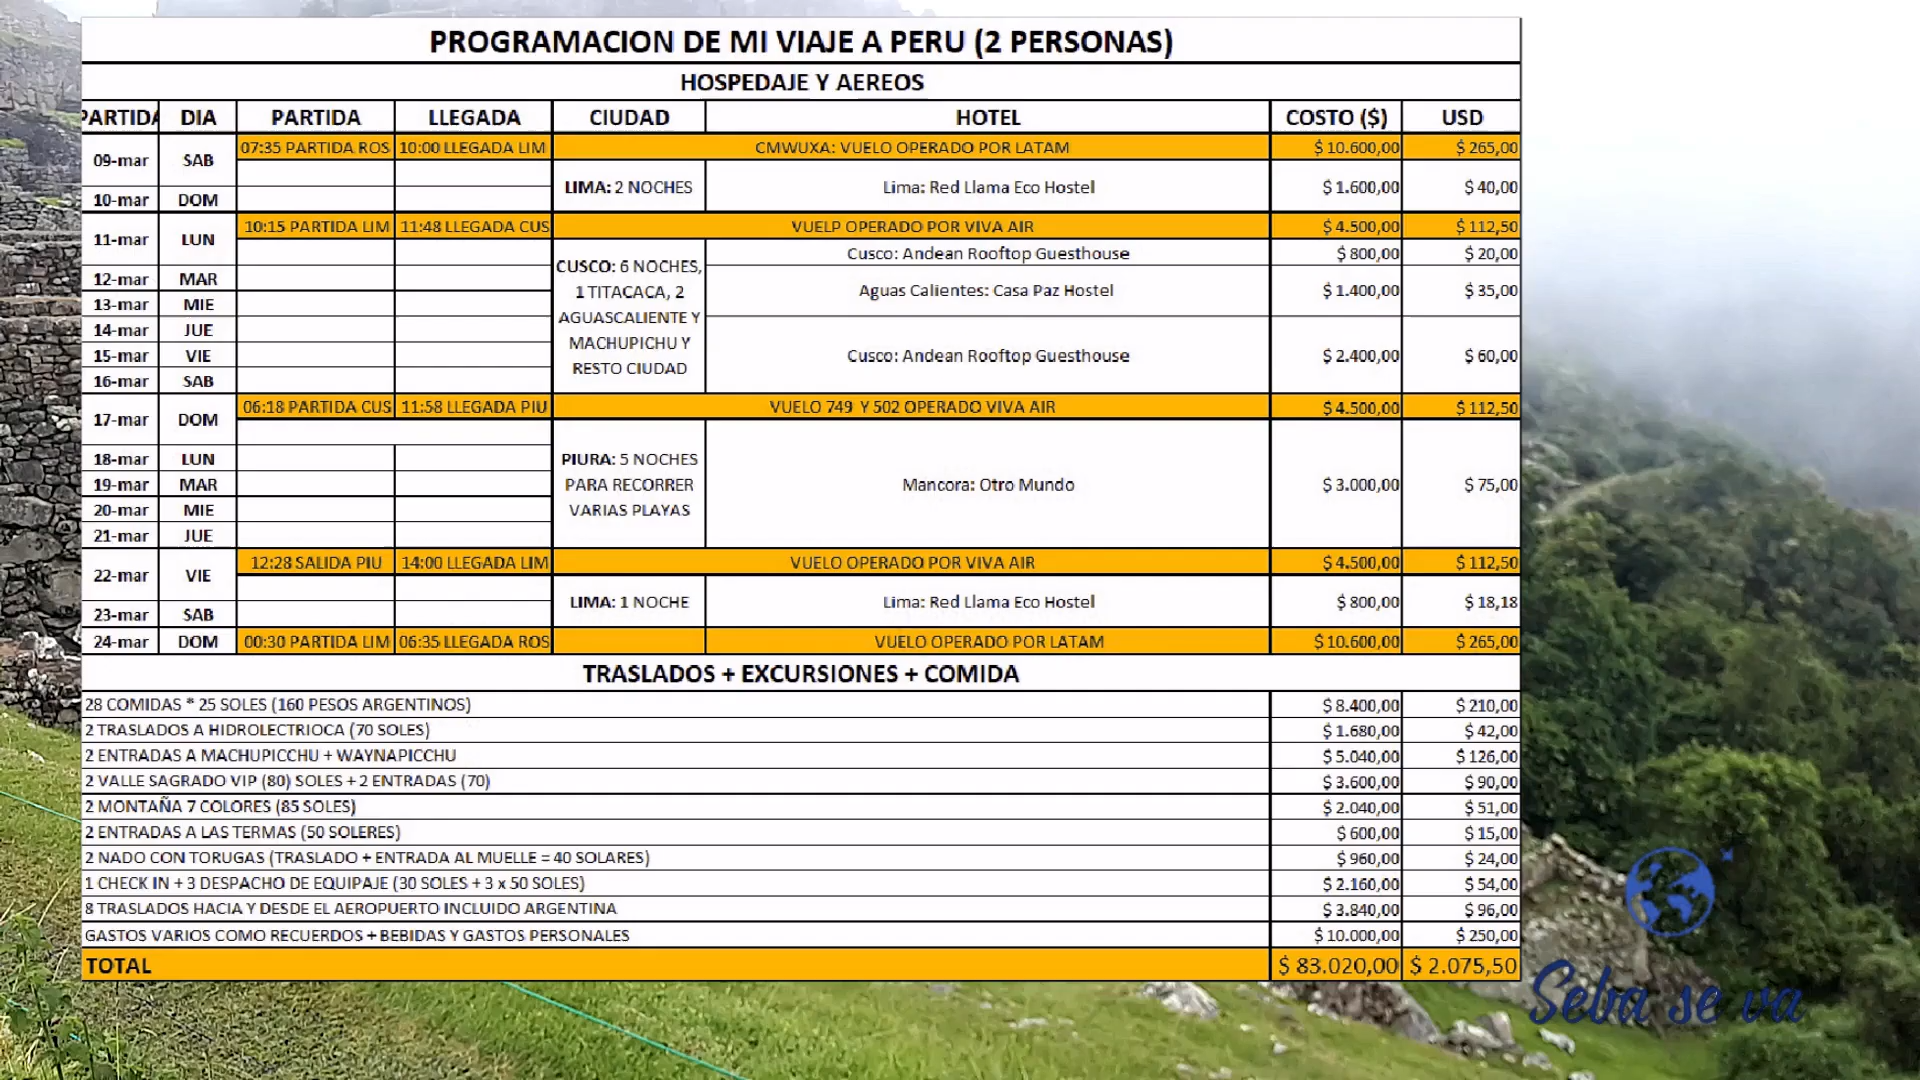 PROGRAMACION DE MI VIAJE A PERU (2 PERSONAS)
HOSPEDAJE Y AEREOS
PARTIDA DIA PARTIDA LLEGADA CIUDAD HOTEL COSTO ($) USD
09-mar SAB 07:35 PARTIDA ROS 10:00 LLEGADA LIM CMWUXA: VUELO OPERADO POR LATAM $ 10.600,00 $ 265,00
LIMA: 2 NOCHES Lima: Red Llama Eco Hostel $ 1.600,00 $ 40,00
10-mar DOM
11-mar LUN 10:15 PARTIDA LIM 11:48 LLEGADA CUS VUELP OPERADO POR VIVA AIR $ 4.500,00 $ 112,50
Cusco: Andean Rooftop Guesthouse $ 800,00 $ 20,00
CUSCO: 6 NOCHES,
12-mar MAR
1 TITACACA, 2 Aguas Calientes: Casa Paz Hostel $ 1.400,00 $ 35,00
13-mar MIE
AGUASCALIENTE Y
14-mar JUE
MACHUPICHU Y
15-mar VIE Cusco: Andean Rooftop Guesthouse $ 2.400,00 $ 60,00
RESTO CIUDAD
16-mar SAB
17-mar DOM 06:18 PARTIDA CUS 11:58 LLEGADA PIU VUELO 749 Y 502 OPERADO VIVA AIR $ 4.500,00 $ 112,50
18-mar LUN PIURA: 5 NOCHES
19-mar MAR PARA RECORRER Mancora: Otro Mundo $ 3.000,00 $ 75,00
20-mar MIE VARIAS PLAYAS
21-mar JUE
22-mar VIE 12:28 SALIDA PIU 14:00 LLEGADA LIM VUELO OPERADO POR VIVA AIR $ 4.500,00 $ 112,50
LIMA: 1 NOCHE Lima: Red Llama Eco Hostel $ 800,00 $ 18,18
23-mar SAB
24-mar DOM 00:30 PARTIDA LIM 06:35 LLEGADA ROS VUELO OPERADO POR LATAM $ 10.600,00 $ 265,00
TRASLADOS + EXCURSIONES + COMIDA
28 COMIDAS * 25 SOLES (160 PESOS ARGENTINOS) $ 8.400,00 $ 210,00
2 TRASLADOS A HIDROLECTRIOCA (70 SOLES) $ 1.680,00 $ 42,00
2 ENTRADAS A MACHUPICCHU + WAYNAPICCHU $ 5.040,00 $ 126,00
2 VALLE SAGRADO VIP (80) SOLES + 2 ENTRADAS (70) $ 3.600,00 $ 90,00
2 MONTAÑA 7 COLORES (85 SOLES) $ 2.040,00 $ 51,00
2 ENTRADAS A LAS TERMAS (50 SOLERES) $ 600,00 $ 15,00
2 NADO CON TORUGAS (TRASLADO + ENTRADA AL MUELLE = 40 SOLARES) $ 960,00 $ 24,00
1 CHECK IN + 3 DESPACHO DE EQUIPAJE (30 SOLES + 3 x 50 SOLES) $ 2.160,00 $ 54,00
8 TRASLADOS HACIA Y DESDE EL AEROPUERTO INCLUIDO ARGENTINA $ 3.840,00 $ 96,00
GASTOS VARIOS COMO RECUERDOS + BEBIDAS Y GASTOS PERSONALES $ 10.000,00 $ 250,00
TOTAL $ 83.020,00 $ 2.075,50
Seba se va